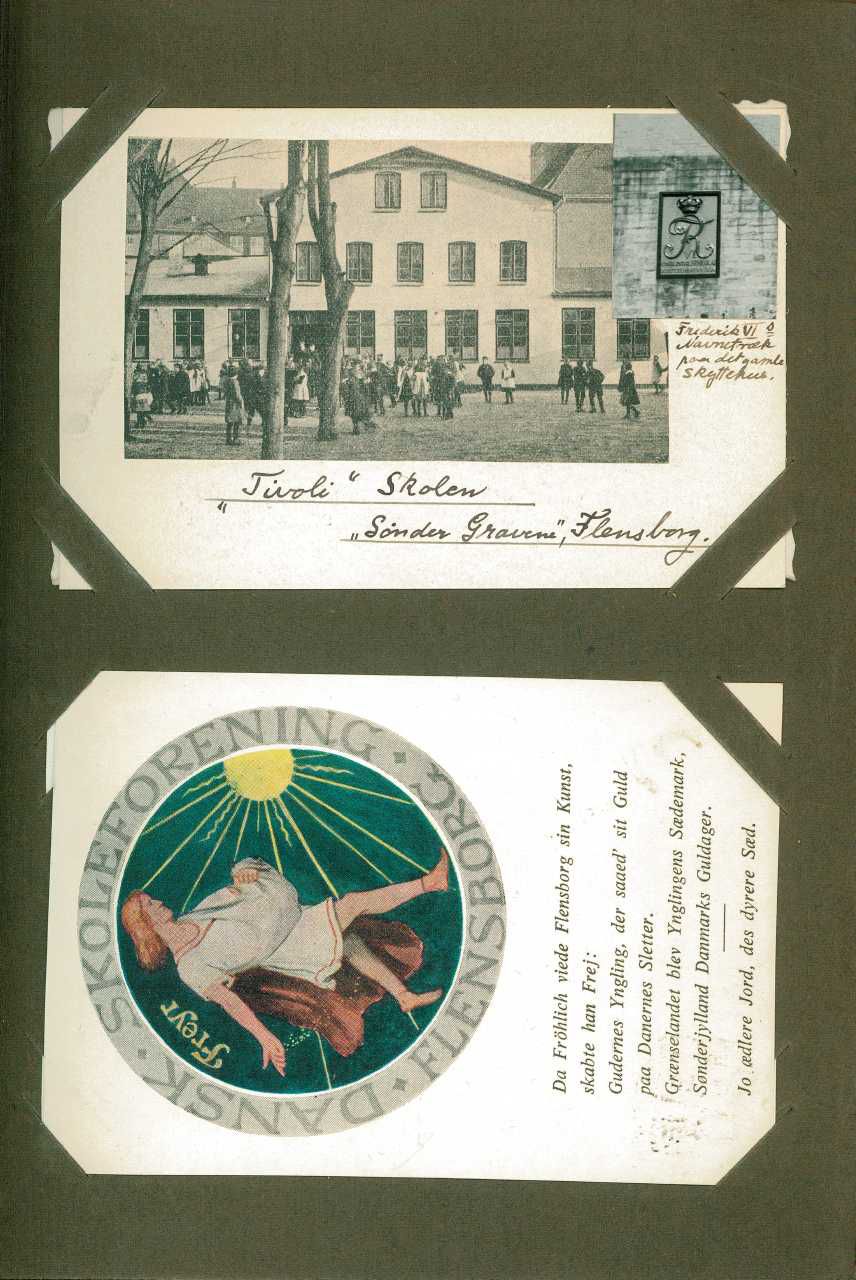 Frederik VI
Navnetræk
paa det gamle
Skyttehus.
"Tivoli" Skolen
„Sønder Gravene", Flensborg.
DANSK · SKOLEFORENING · FLENSBORG ·
Freyr
Da Fröhlich viede Flensborg sin Kunst,
skabte han Frej:
Gudernes Yngling, der saaed' sit Guld
paa Danernes Sletter.
Grænselandet blev Ynglingens Sædemark,
Sønderjylland Danmarks Guldager.
Jo ædlere Jord, des dyrere Sæd.